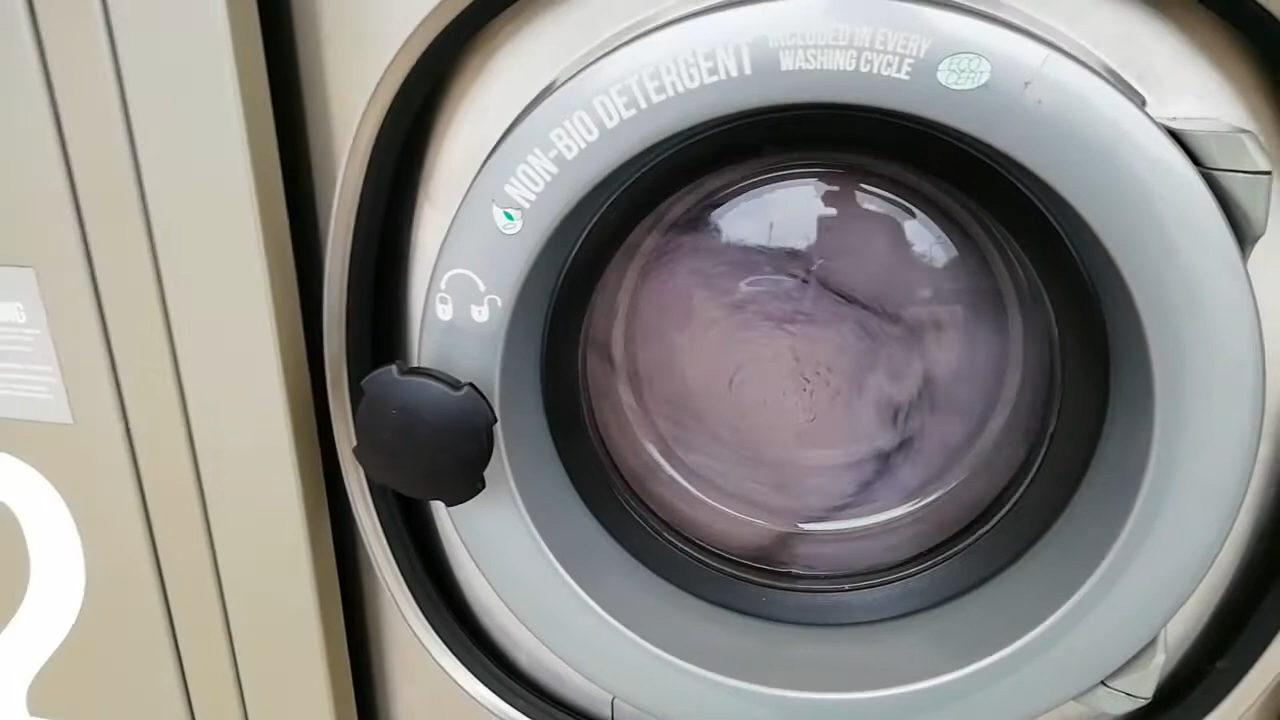 NON-BIO DETERGENT
INCLUDED IN EVERY
WASHING CYCLE
ECO
CERT